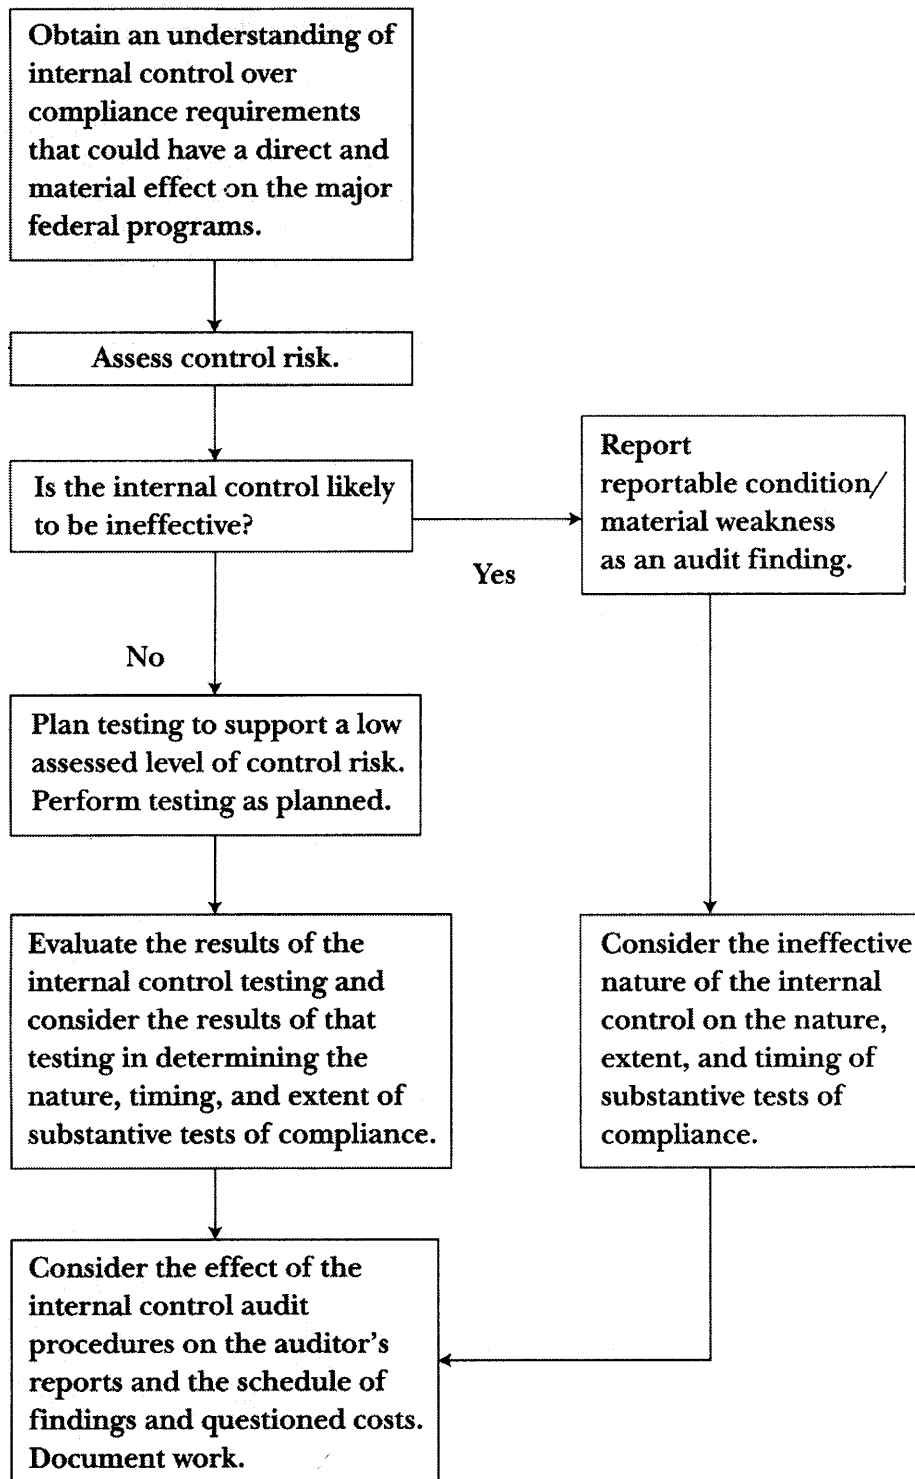 Obtain an understanding of
internal control over
compliance requirements
that could have a direct and
material effect on the major
federal programs.
Assess control risk.
Is the internal control likely
to be ineffective?
Yes
Report
reportable condition/
material weakness
as an audit finding.
No
Plan testing to support a low
assessed level of control risk.
Perform testing as planned.
Evaluate the results of the
internal control testing and
consider the results of that
testing in determining the
nature, timing, and extent of
substantive tests of compliance.
Consider the ineffective
nature of the internal
control on the nature,
extent, and timing of
substantive tests of
compliance.
Consider the effect of the
internal control audit
procedures on the auditor's
reports and the schedule of
findings and questioned costs.
Document work.